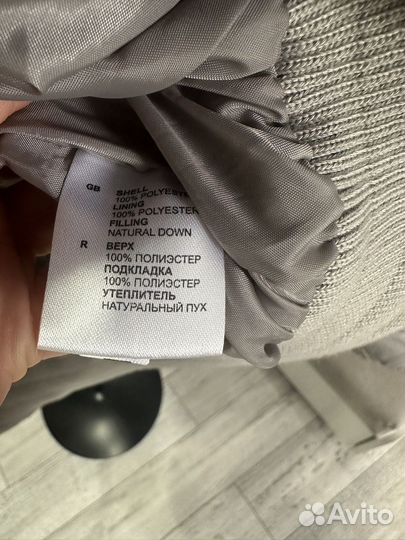 GB SHELL
100% POLYESTER
LINING
100% POLYESTER
FILLING
NATURAL DOWN
R ВЕРХ
100% ПОЛИЭСТЕР
ПОДКЛАДКА
100% ПОЛИЭСТЕР
УТЕПЛИТЕЛЬ
НАТУРАЛЬНЫЙ ПУХ
Avito